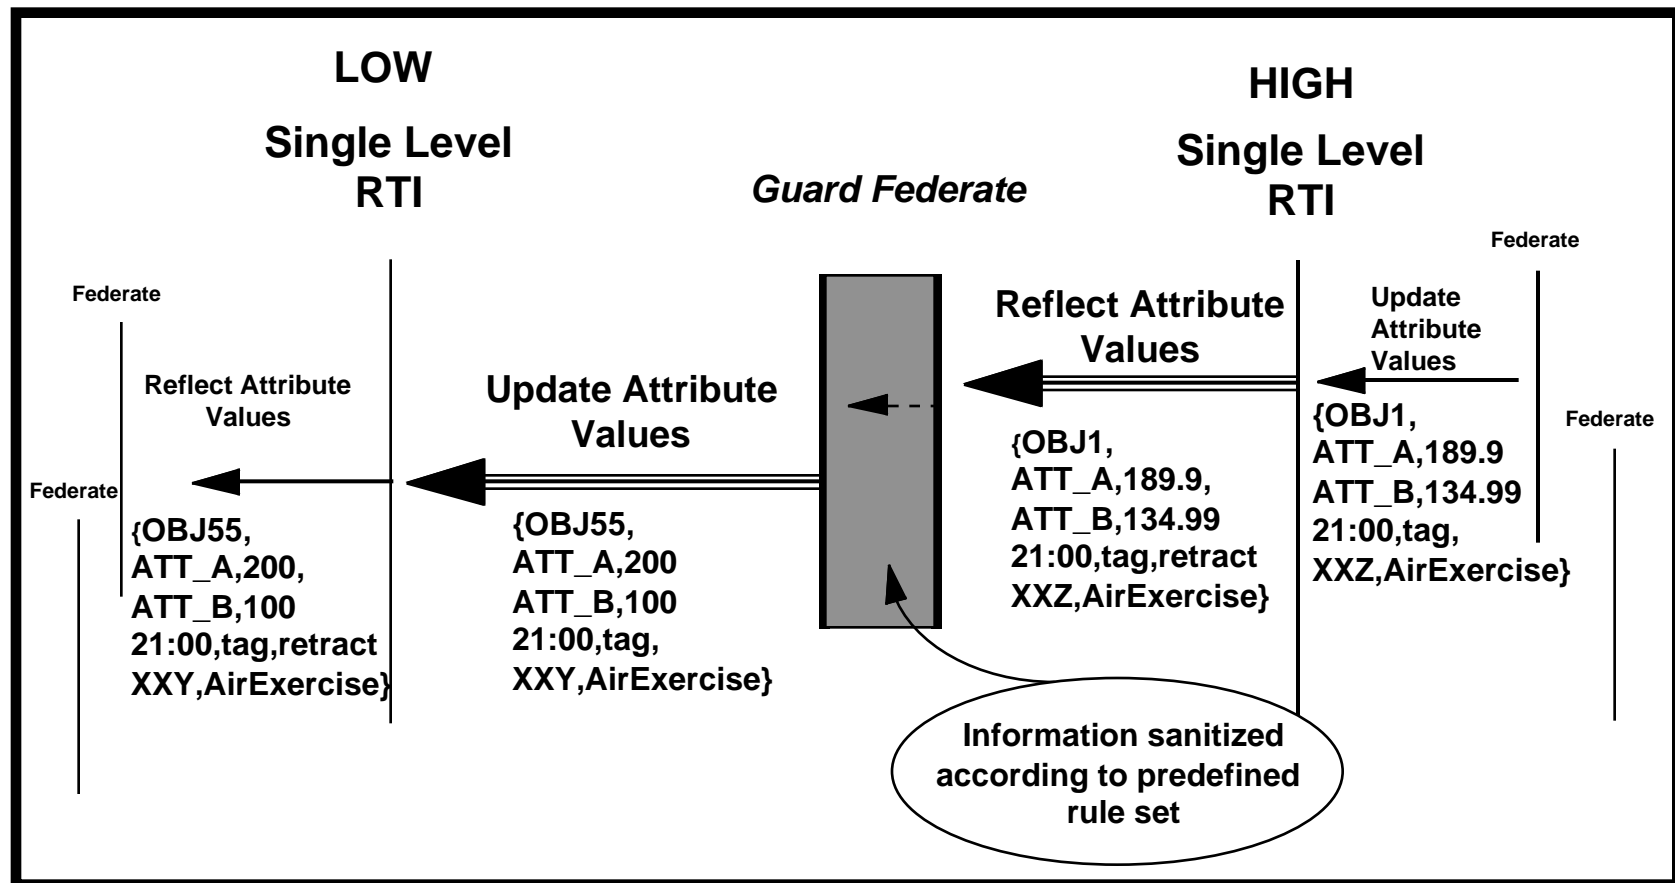 LOW
Single Level
RTI
HIGH
Single Level
RTI
Guard Federate
Federate
Federate
Reflect Attribute
Values
{OBJ55,
ATT_A,200,
ATT_B,100
21:00,tag,retract
XXY,AirExercise}
Update Attribute
Values
{OBJ55,
ATT_A,200
ATT_B,100
21:00,tag,
XXY,AirExercise}
Reflect Attribute
Values
{OBJ1,
ATT_A,189.9,
ATT_B,134.99
21:00,tag,retract
XXZ,AirExercise}
Federate
Update
Attribute
Values
{OBJ1,
ATT_A,189.9
ATT_B,134.99
21:00,tag,
XXZ,AirExercise}
Federate
Information sanitized
according to predefined
rule set